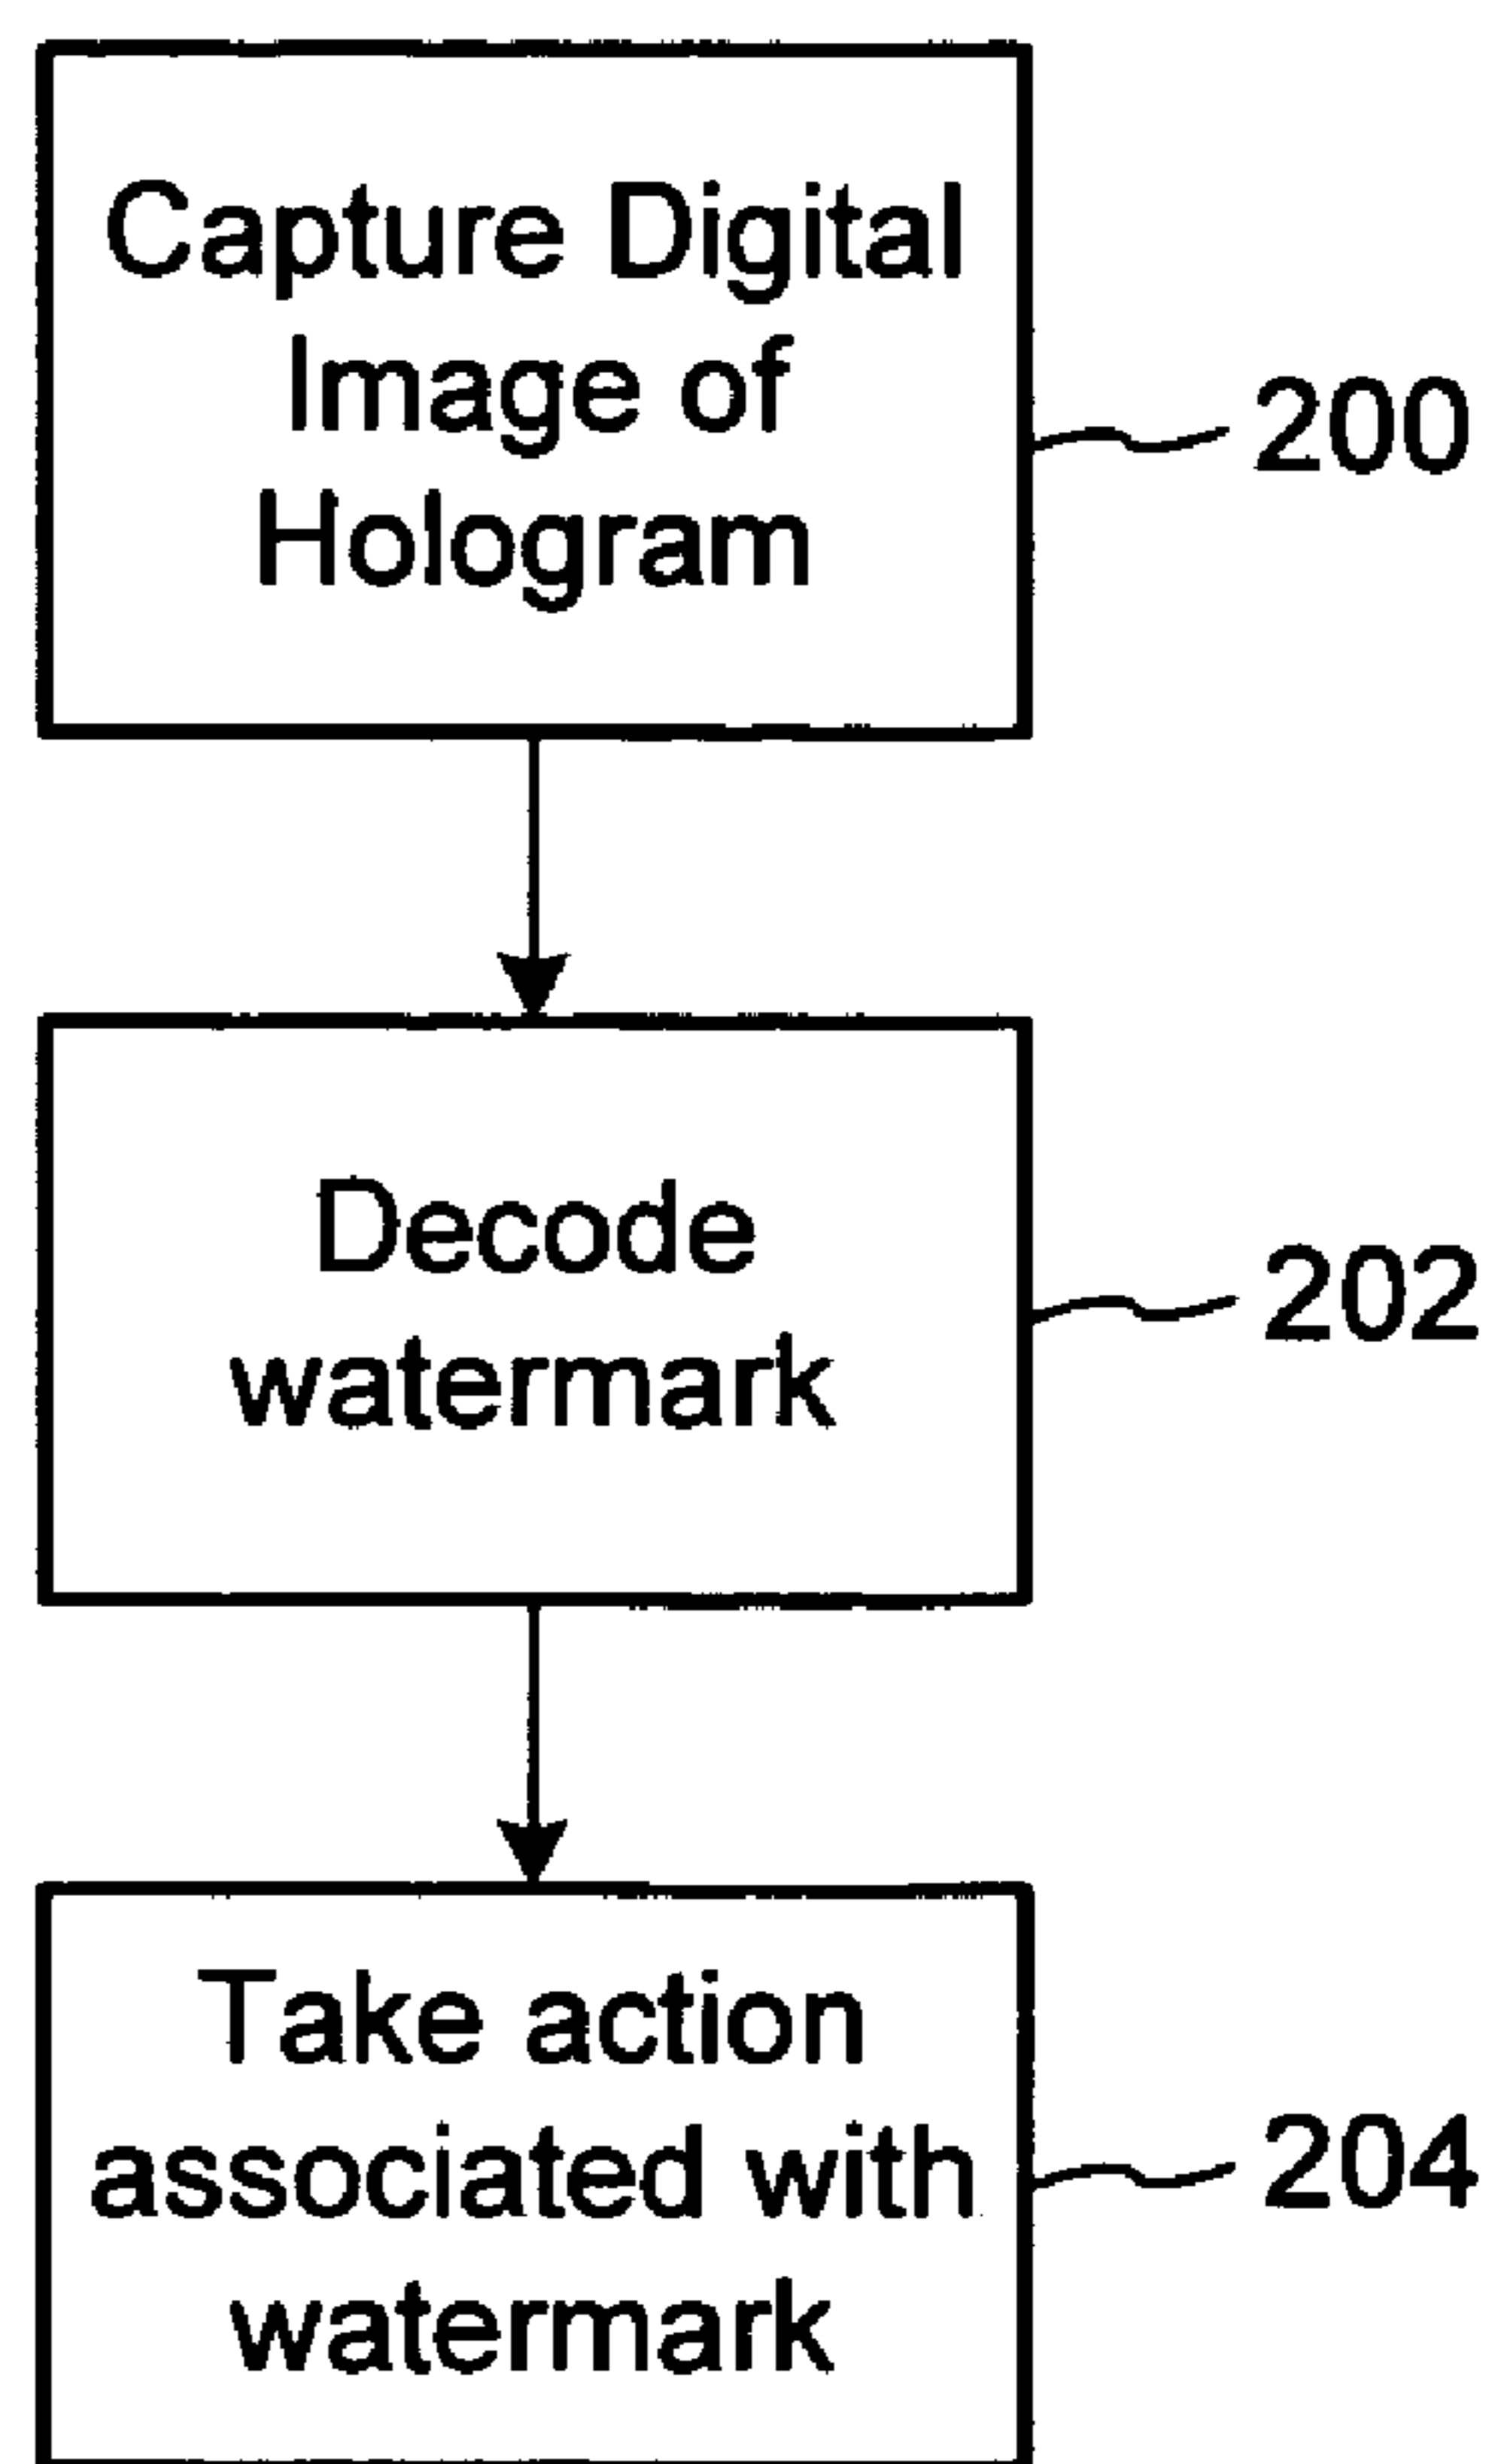 Capture Digital
Image of
Hologram
200
Decode
watermark
202
Take action
associated with
watermark
204